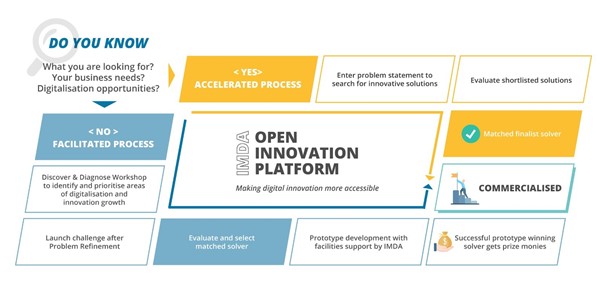 DO YOU KNOW
What you are looking for?
Your business needs?
Digitalisation opportunities?
< YES>
ACCELERATED PROCESS
Enter problem statement to
search for innovative solutions
Evaluate shortlisted solutions
Matched finalist solver
< NO >
FACILITATED PROCESS
IMDA
OPEN
INNOVATION
PLATFORM
Making digital innovation more accessible
COMMERCIALISED
Discover & Diagnose Workshop
to identify and prioritise areas
of digitalisation and
innovation growth
Launch challenge after
Problem Refinement
Evaluate and select
matched solver
Prototype development with
facilities support by IMDA
Successful prototype winning
solver gets prize monies